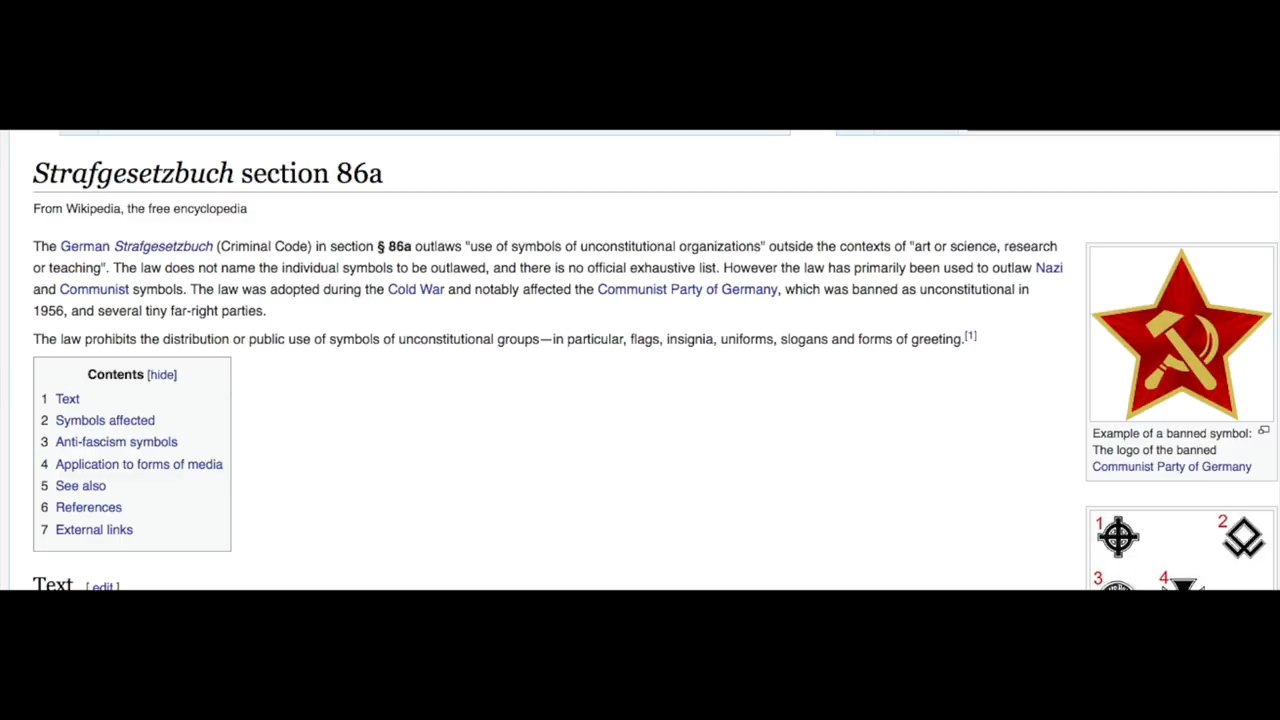 Strafgesetzbuch section 86a
From Wikipedia, the free encyclopedia
The German Strafgesetzbuch (Criminal Code) in section § 86a outlaws "use of symbols of unconstitutional organizations" outside the contexts of "art or science, research
or teaching". The law does not name the individual symbols to be outlawed, and there is no official exhaustive list. However the law has primarily been used to outlaw Nazi
and Communist symbols. The law was adopted during the Cold War and notably affected the Communist Party of Germany, which was banned as unconstitutional in
1956, and several tiny far-right parties.
The law prohibits the distribution or public use of symbols of unconstitutional groups—in particular, flags, insignia, uniforms, slogans and forms of greeting.[1]
Contents [hide]
1 Text
2 Symbols affected
3 Anti-fascism symbols
4 Application to forms of media
5 See also
6 References
7 External links
Text [ edit ]
Example of a banned symbol:
The logo of the banned
Communist Party of Germany
1 2
3 4